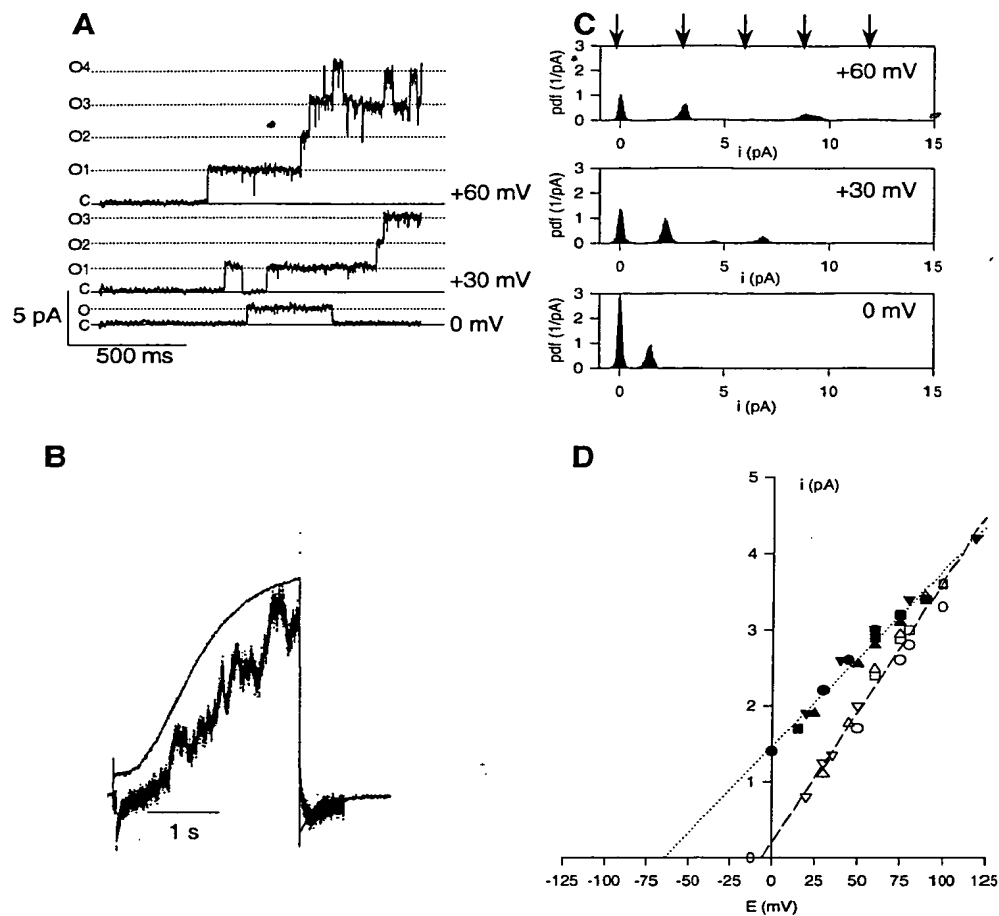 A
O4
O3
O2
O1
C
+60 mV
O3
O2
O1
C
+30 mV
O
C
0 mV
5 pA
500 ms
B
1 s
C
3
2
1
0
pdf (1/pA)
+60 mV
0 5 10 15
i (pA)
3
2
1
0
pdf (1/pA)
+30 mV
0 5 10 15
i (pA)
3
2
1
0
pdf (1/pA)
0 mV
0 5 10 15
i (pA)
D
5
i (pA)
4
3
2
1
0
-125 -100 -75 -50 -25 0 25 50 75 100 125
E (mV)